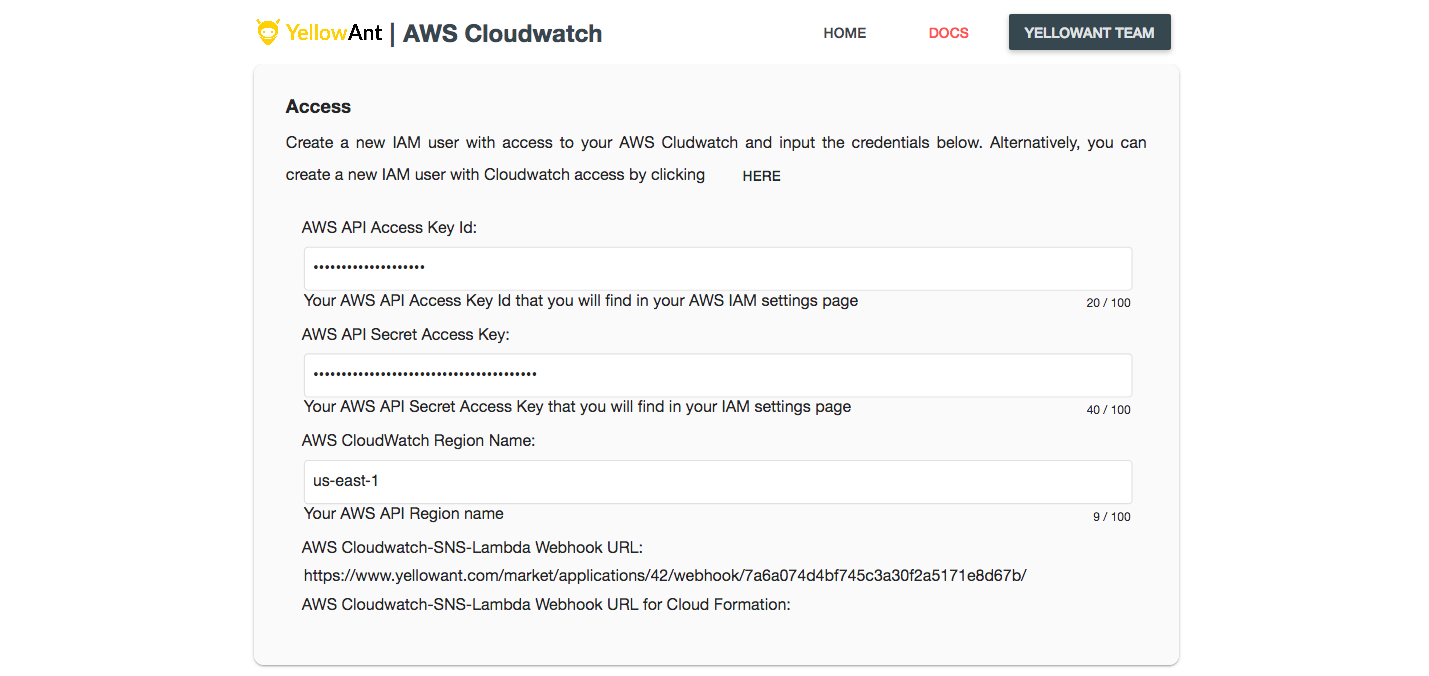 YellowAnt | AWS Cloudwatch HOME DOCS YELLOWANT TEAM
Access
Create a new IAM user with access to your AWS Cludwatch and input the credentials below. Alternatively, you can
create a new IAM user with Cloudwatch access by clicking HERE
AWS API Access Key Id:
••••••••••••••••••••
Your AWS API Access Key Id that you will find in your AWS IAM settings page 20 / 100
AWS API Secret Access Key:
••••••••••••••••••••••••••••••••••••••••
Your AWS API Secret Access Key that you will find in your IAM settings page 40 / 100
AWS CloudWatch Region Name:
us-east-1
Your AWS API Region name 9 / 100
AWS Cloudwatch-SNS-Lambda Webhook URL:
https://www.yellowant.com/market/applications/42/webhook/7a6a074d4bf745c3a30f2a5171e8d67b/
AWS Cloudwatch-SNS-Lambda Webhook URL for Cloud Formation: